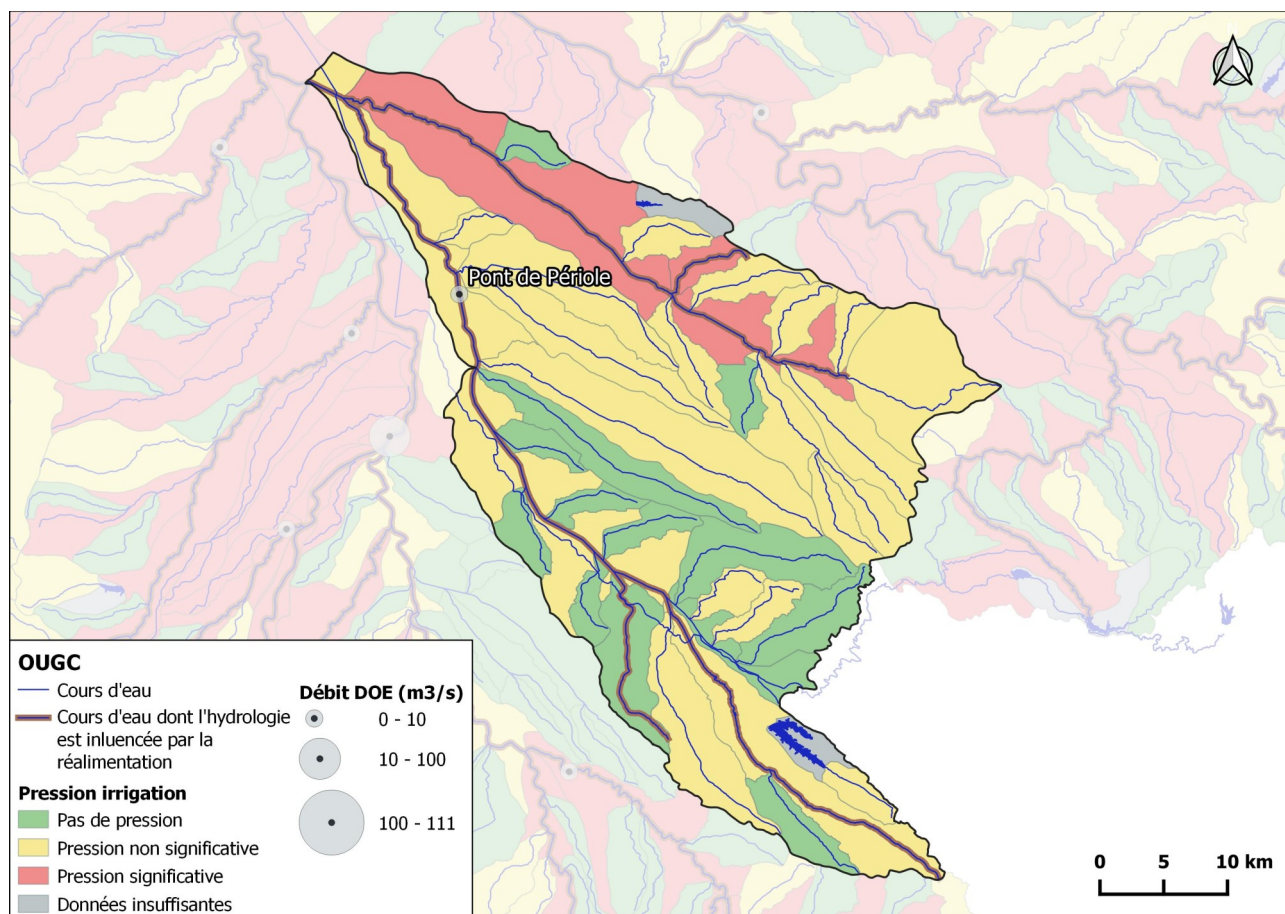 Pont de Périole
OUGC
Cours d'eau
Cours d'eau dont l'hydrologie
est inluencée par la
réalimentation
Pression irrigation
Pas de pression
Pression non significative
Pression significative
Données insuffisantes
Débit DOE (m3/s)
0 - 10
10 - 100
100 - 111
0 5 10 km